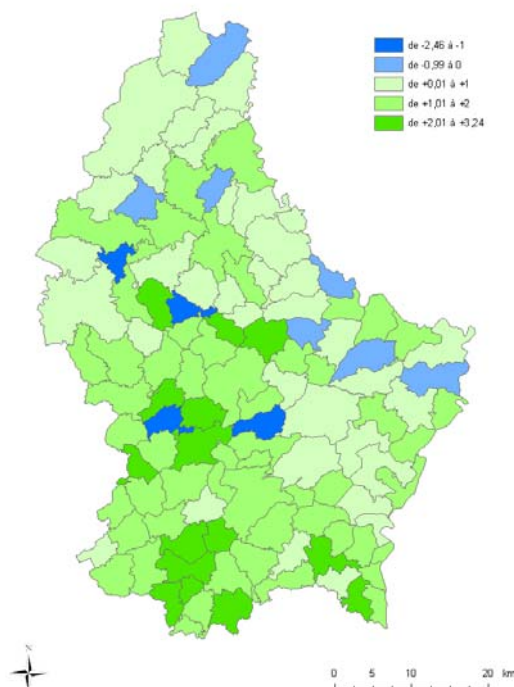 de -2,46 à -1
de -0,99 à 0
de +0,01 à +1
de +1,01 à +2
de +2,01 à +3,24
N
0 5 10 20 km